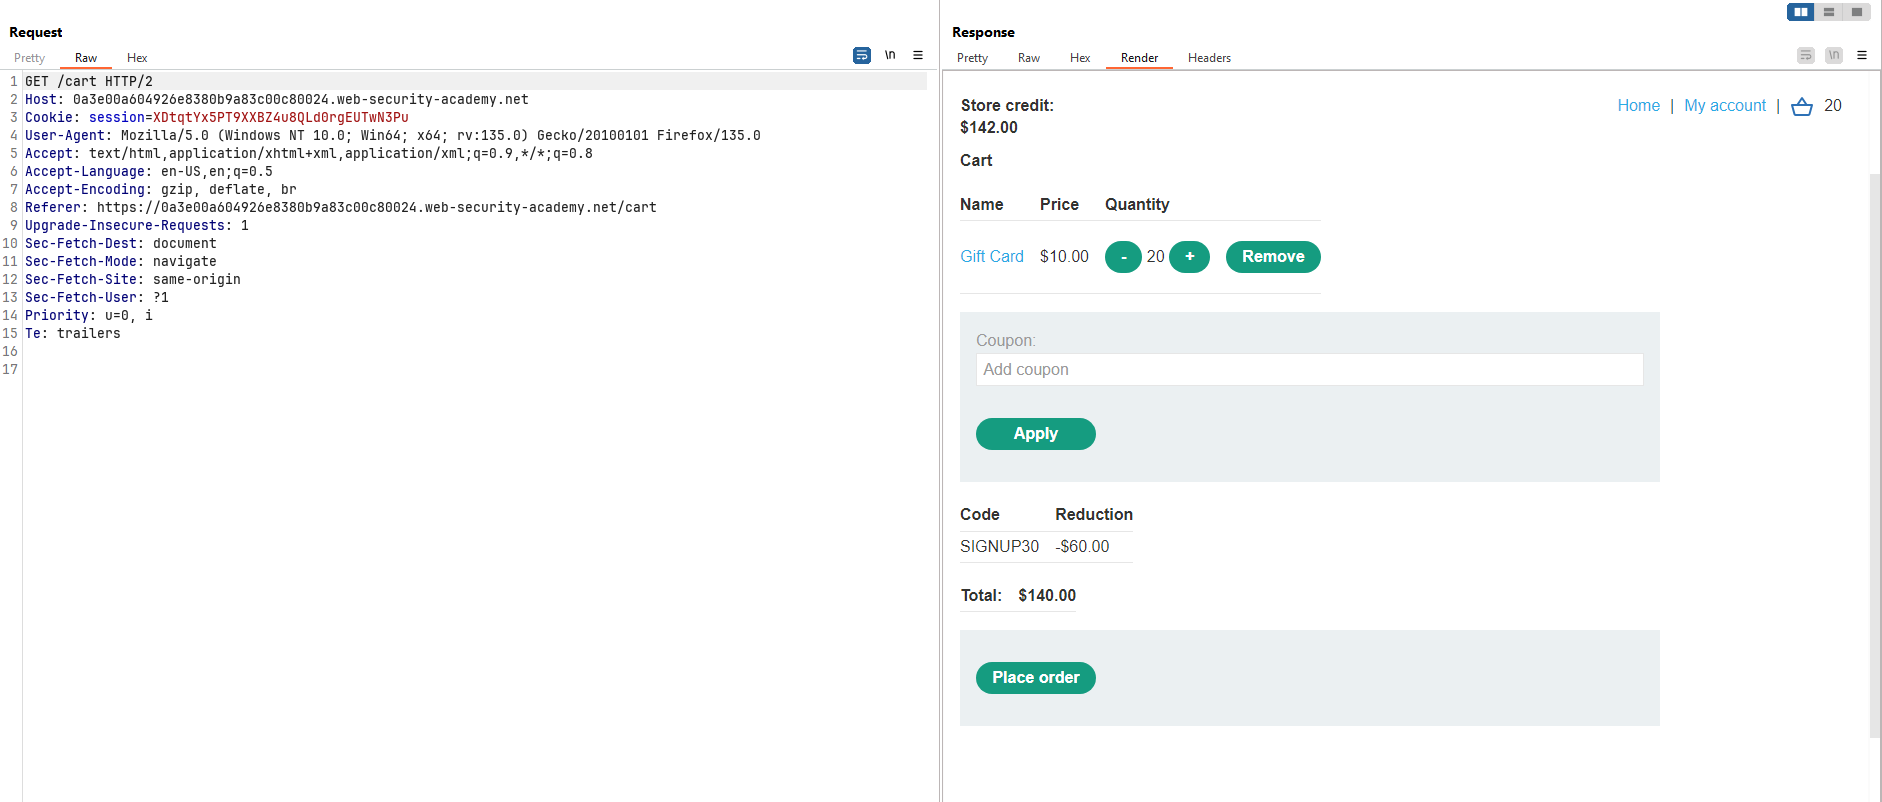 Request
Pretty Raw Hex
\n
1 GET /cart HTTP/2
2 Host: 0a3e00a604926e8380b9a83c00c80024.web-security-academy.net
3 Cookie: session=XDtqtYx5PT9XXBZ4u8QLd0rgEUTwN3Pu
4 User-Agent: Mozilla/5.0 (Windows NT 10.0; Win64; x64; rv:135.0) Gecko/20100101 Firefox/135.0
5 Accept: text/html,application/xhtml+xml,application/xml;q=0.9,*/*;q=0.8
6 Accept-Language: en-US,en;q=0.5
7 Accept-Encoding: gzip, deflate, br
8 Referer: https://0a3e00a604926e8380b9a83c00c80024.web-security-academy.net/cart
9 Upgrade-Insecure-Requests: 1
10 Sec-Fetch-Dest: document
11 Sec-Fetch-Mode: navigate
12 Sec-Fetch-Site: same-origin
13 Sec-Fetch-User: ?1
14 Priority: u=0, i
15 Te: trailers
16
17
Response
Pretty Raw Hex Render Headers
\n
Store credit:
$142.00
Home | My account | 20
Cart
Name Price Quantity
Gift Card $10.00 - 20 + Remove
Coupon:
Add coupon
Apply
Code Reduction
SIGNUP30 -$60.00
Total: $140.00
Place order